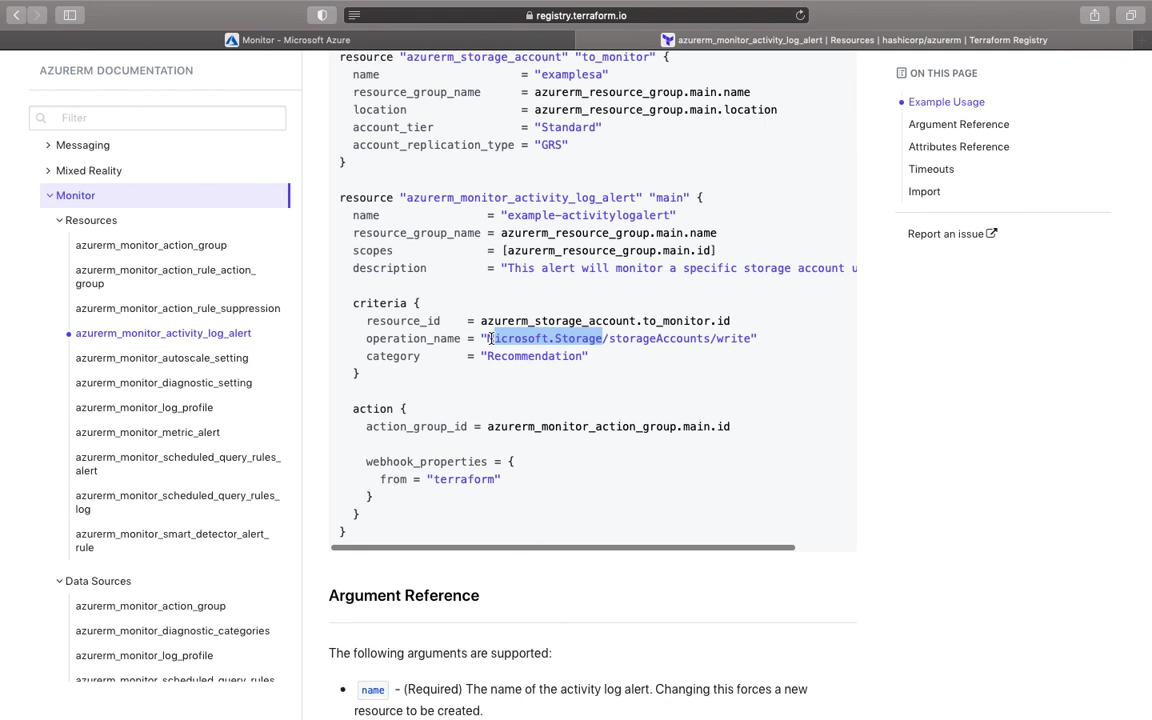 registry.terraform.io
Monitor - Microsoft Azure
azurerm_monitor_activity_log_alert | Resources | hashicorp/azurerm | Terraform Registry
AZURERM DOCUMENTATION
Filter
Messaging
Mixed Reality
Monitor
Resources
azurerm_monitor_action_group
azurerm_monitor_action_rule_action_
group
azurerm_monitor_action_rule_suppression
azurerm_monitor_activity_log_alert
azurerm_monitor_autoscale_setting
azurerm_monitor_diagnostic_setting
azurerm_monitor_log_profile
azurerm_monitor_metric_alert
azurerm_monitor_scheduled_query_rules_
alert
azurerm_monitor_scheduled_query_rules_
log
azurerm_monitor_smart_detector_alert_
rule
Data Sources
azurerm_monitor_action_group
azurerm_monitor_diagnostic_categories
azurerm_monitor_log_profile
azurerm_monitor_scheduled_query_rules
resource "azurerm_storage_account" "to_monitor" {
name = "examplesa"
resource_group_name = azurerm_resource_group.main.name
location = azurerm_resource_group.main.location
account_tier = "Standard"
account_replication_type = "GRS"
}
resource "azurerm_monitor_activity_log_alert" "main" {
name = "example-activitylogalert"
resource_group_name = azurerm_resource_group.main.name
scopes = [azurerm_resource_group.main.id]
description = "This alert will monitor a specific storage account u
criteria {
resource_id = azurerm_storage_account.to_monitor.id
operation_name = "Microsoft.Storage/storageAccounts/write"
category = "Recommendation"
}
action {
action_group_id = azurerm_monitor_action_group.main.id
webhook_properties = {
from = "terraform"
}
}
}
Argument Reference
The following arguments are supported:
• name - (Required) The name of the activity log alert. Changing this forces a new
resource to be created.
ON THIS PAGE
Example Usage
Argument Reference
Attributes Reference
Timeouts
Import
Report an issue